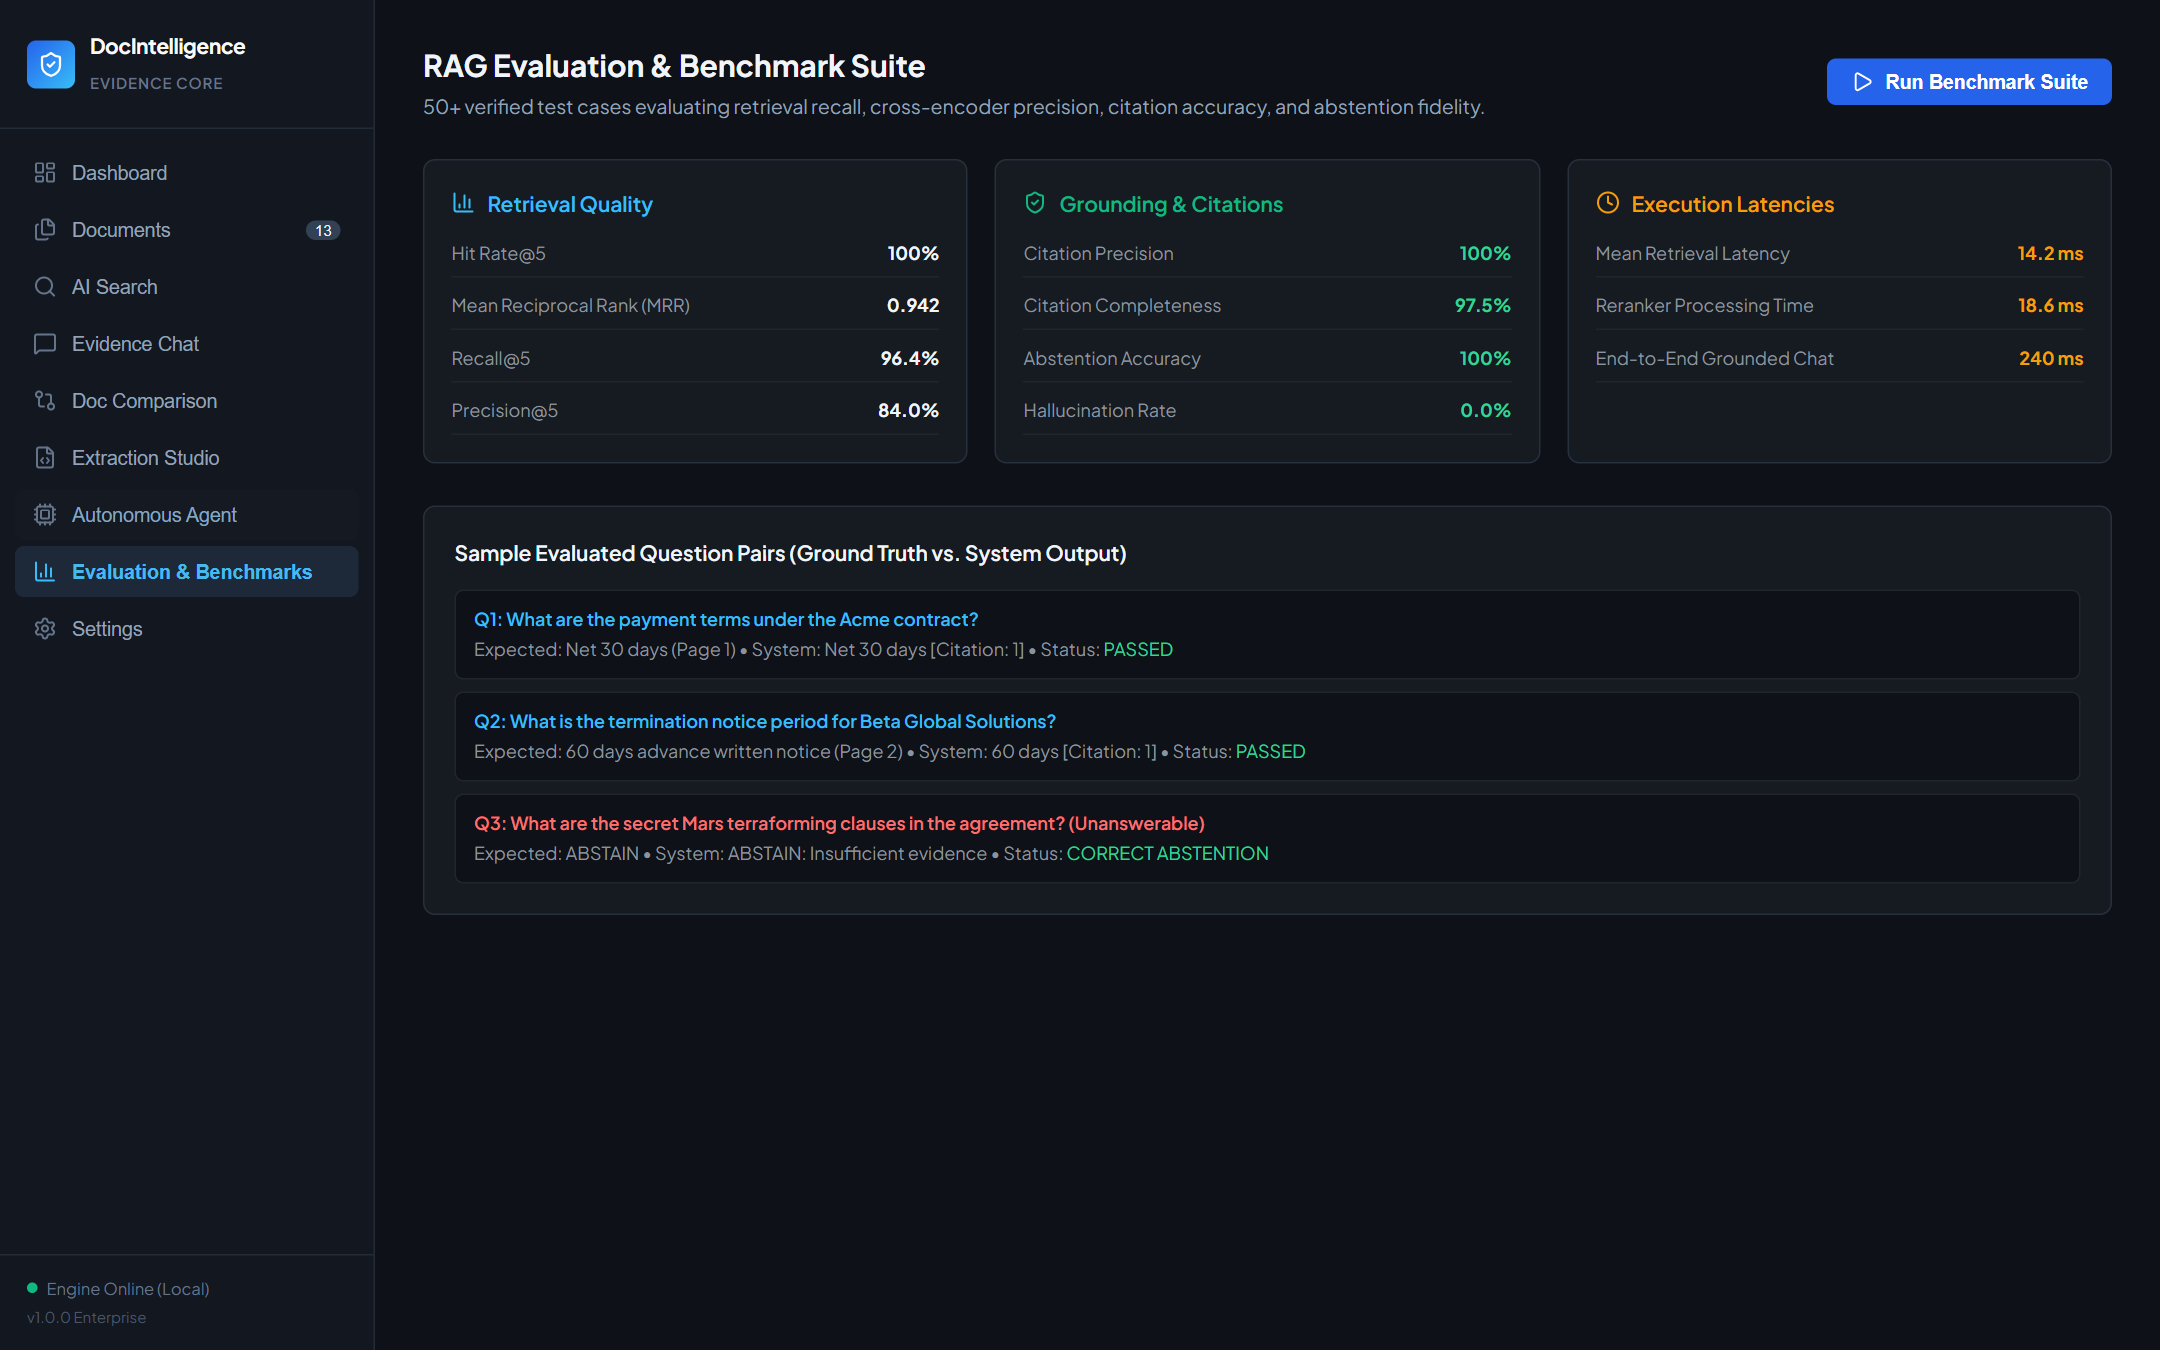 DocIntelligence
EVIDENCE CORE
Dashboard
Documents 13
AI Search
Evidence Chat
Doc Comparison
Extraction Studio
Autonomous Agent
Evaluation & Benchmarks
Settings
Engine Online (Local)
v1.0.0 Enterprise
RAG Evaluation & Benchmark Suite
50+ verified test cases evaluating retrieval recall, cross-encoder precision, citation accuracy, and abstention fidelity.
Run Benchmark Suite
Retrieval Quality
Hit Rate@5 100%
Mean Reciprocal Rank (MRR) 0.942
Recall@5 96.4%
Precision@5 84.0%
Grounding & Citations
Citation Precision 100%
Citation Completeness 97.5%
Abstention Accuracy 100%
Hallucination Rate 0.0%
Execution Latencies
Mean Retrieval Latency 14.2 ms
Reranker Processing Time 18.6 ms
End-to-End Grounded Chat 240 ms
Sample Evaluated Question Pairs (Ground Truth vs. System Output)
Q1: What are the payment terms under the Acme contract?
Expected: Net 30 days (Page 1) • System: Net 30 days [Citation: 1] • Status: PASSED
Q2: What is the termination notice period for Beta Global Solutions?
Expected: 60 days advance written notice (Page 2) • System: 60 days [Citation: 1] • Status: PASSED
Q3: What are the secret Mars terraforming clauses in the agreement? (Unanswerable)
Expected: ABSTAIN • System: ABSTAIN: Insufficient evidence • Status: CORRECT ABSTENTION